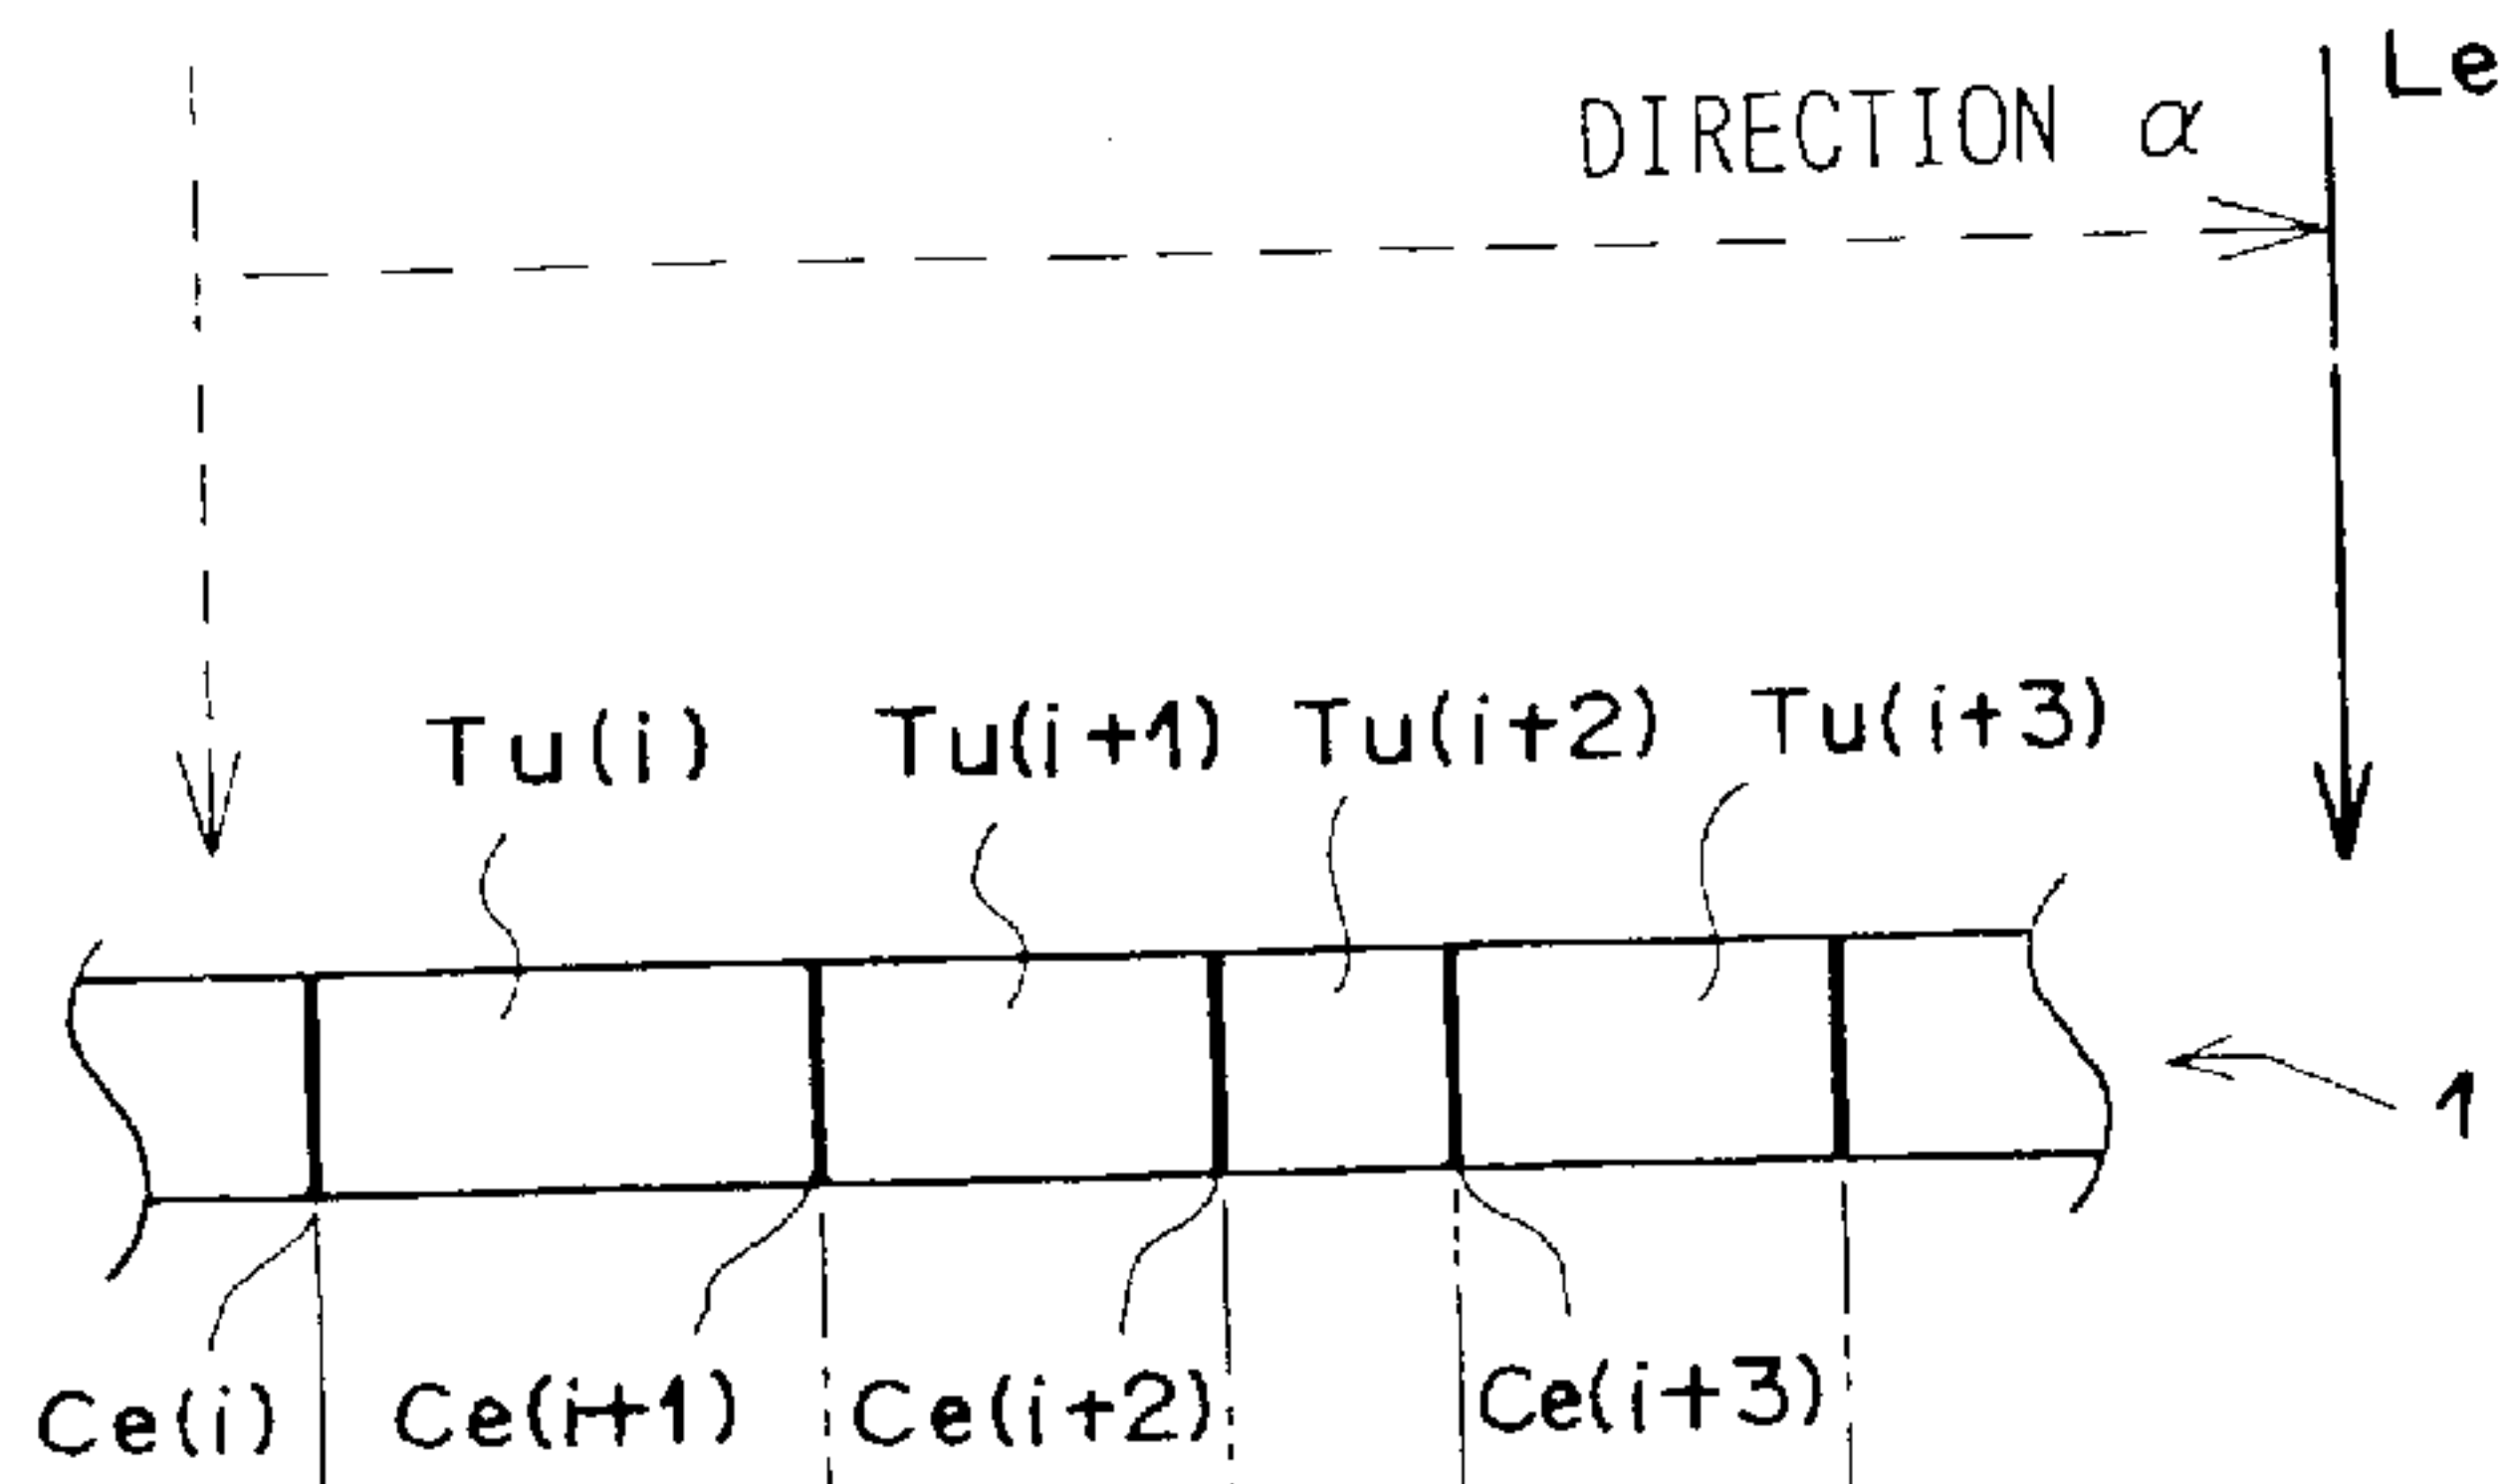 Le
DIRECTION α
Tu(i) Tu(i+1) Tu(i+2) Tu(i+3)
1
Ce(i) Ce(i+1) Ce(i+2) Ce(i+3)